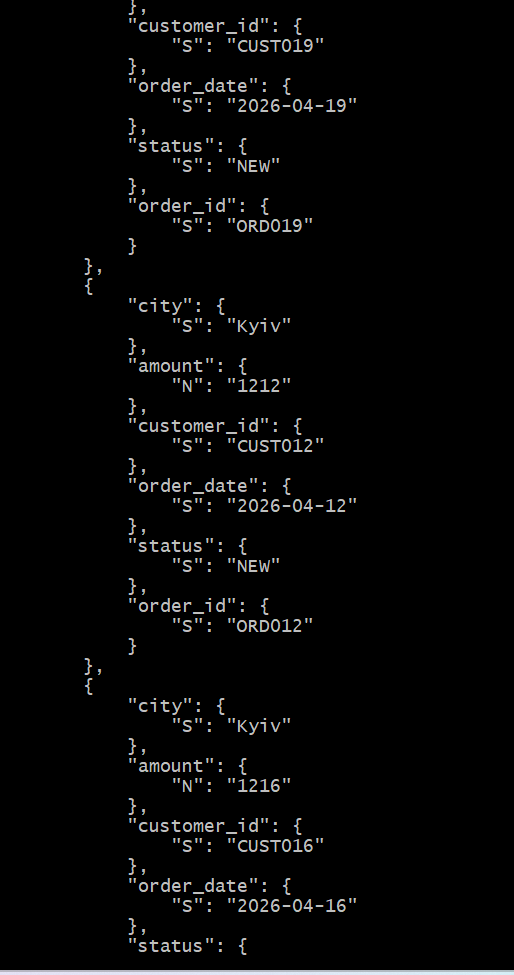 },
"customer_id": {
"S": "CUST019"
},
"order_date": {
"S": "2026-04-19"
},
"status": {
"S": "NEW"
},
"order_id": {
"S": "ORD019"
}
},
{
"city": {
"S": "Kyiv"
},
"amount": {
"N": "1212"
},
"customer_id": {
"S": "CUST012"
},
"order_date": {
"S": "2026-04-12"
},
"status": {
"S": "NEW"
},
"order_id": {
"S": "ORD012"
}
},
{
"city": {
"S": "Kyiv"
},
"amount": {
"N": "1216"
},
"customer_id": {
"S": "CUST016"
},
"order_date": {
"S": "2026-04-16"
},
"status": {